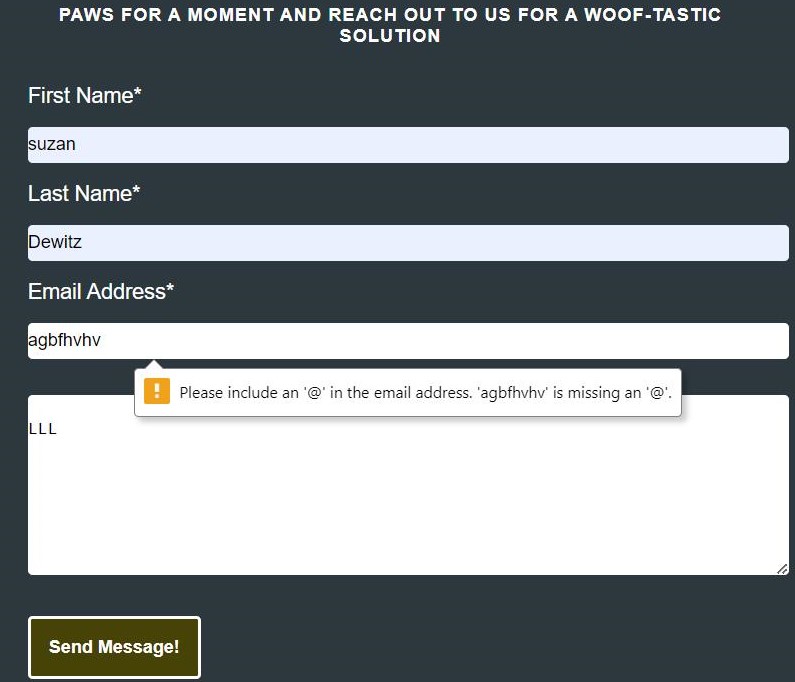 PAWS FOR A MOMENT AND REACH OUT TO US FOR A WOOF-TASTIC
SOLUTION
First Name*
suzan
Last Name*
Dewitz
Email Address*
agbfhvhv
Please include an '@' in the email address. 'agbfhvhv' is missing an '@'.
LLL
Send Message!